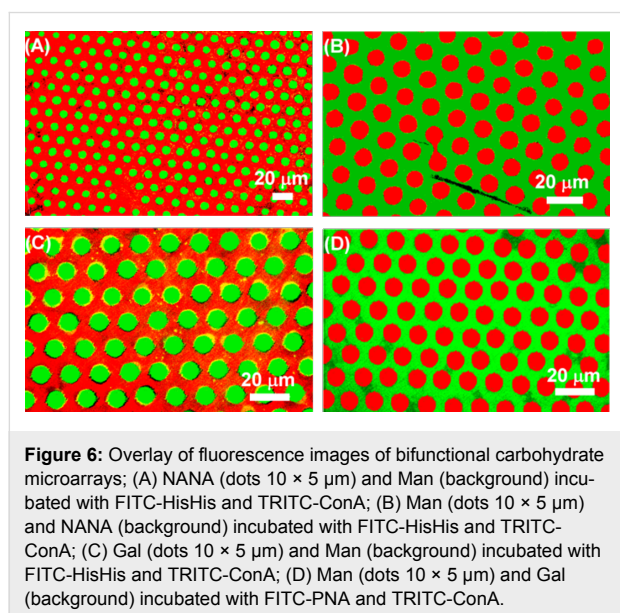 (A)
(B)
20 μm
20 μm
(C)
(D)
20 μm
20 μm
Figure 6: Overlay of fluorescence images of bifunctional carbohydrate
microarrays; (A) NANA (dots 10 × 5 μm) and Man (background) incu-
bated with FITC-HisHis and TRITC-ConA; (B) Man (dots 10 × 5 μm)
and NANA (background) incubated with FITC-HisHis and TRITC-
ConA; (C) Gal (dots 10 × 5 μm) and Man (background) incubated with
FITC-HisHis and TRITC-ConA; (D) Man (dots 10 × 5 μm) and Gal
(background) incubated with FITC-PNA and TRITC-ConA.